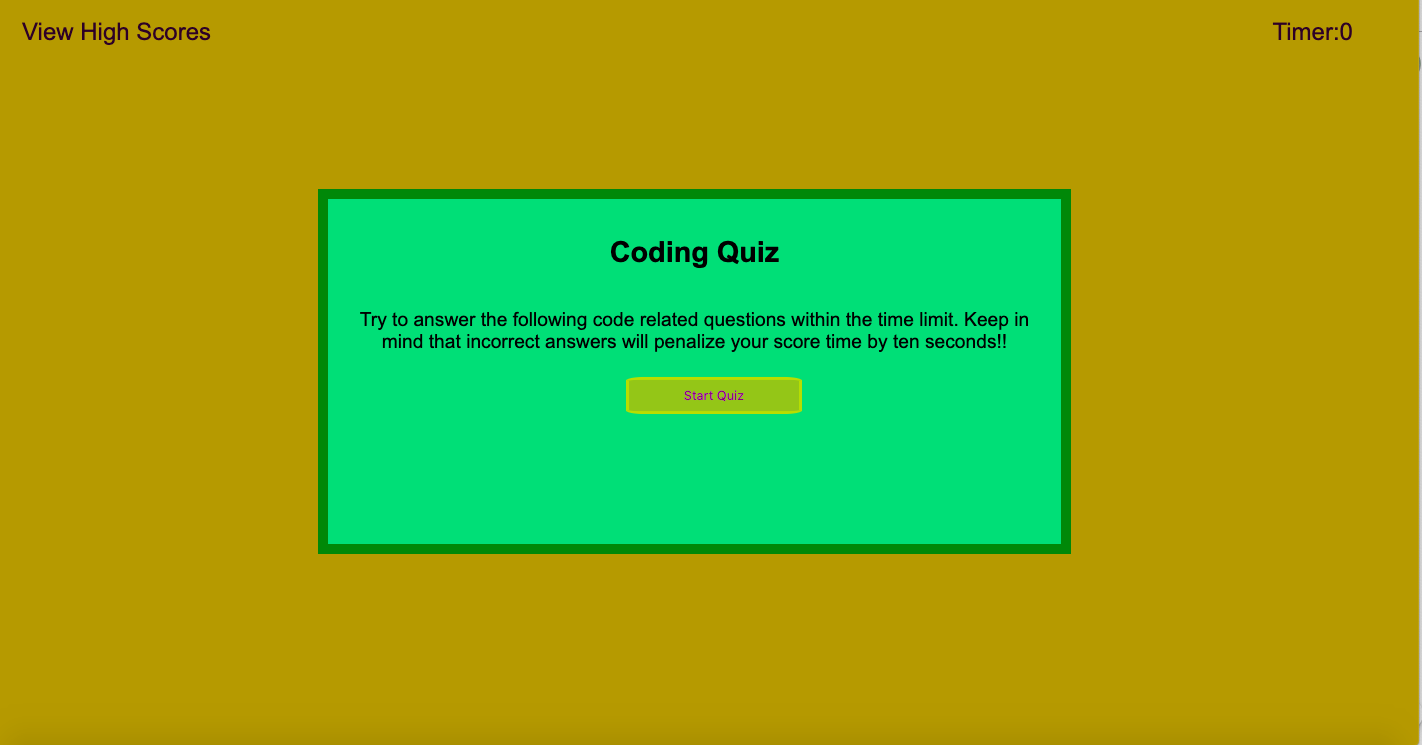 View High Scores
Timer:0
Coding Quiz
Try to answer the following code related questions within the time limit. Keep in
mind that incorrect answers will penalize your score time by ten seconds!!
Start Quiz